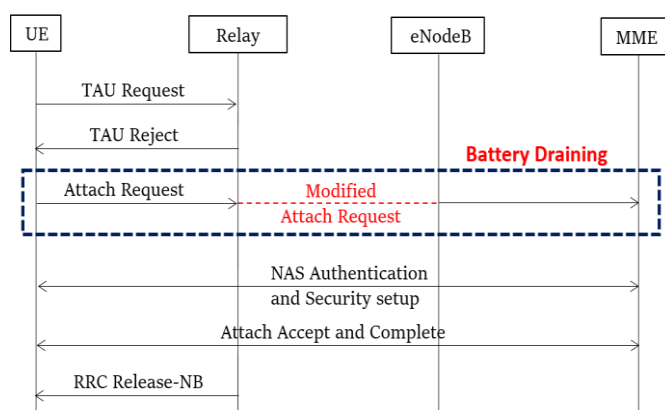 UE Relay eNodeB MME
TAU Request
TAU Reject
Battery Draining
Attach Request Modified
Attach Request
NAS Authentication
and Security setup
Attach Accept and Complete
RRC Release-NB